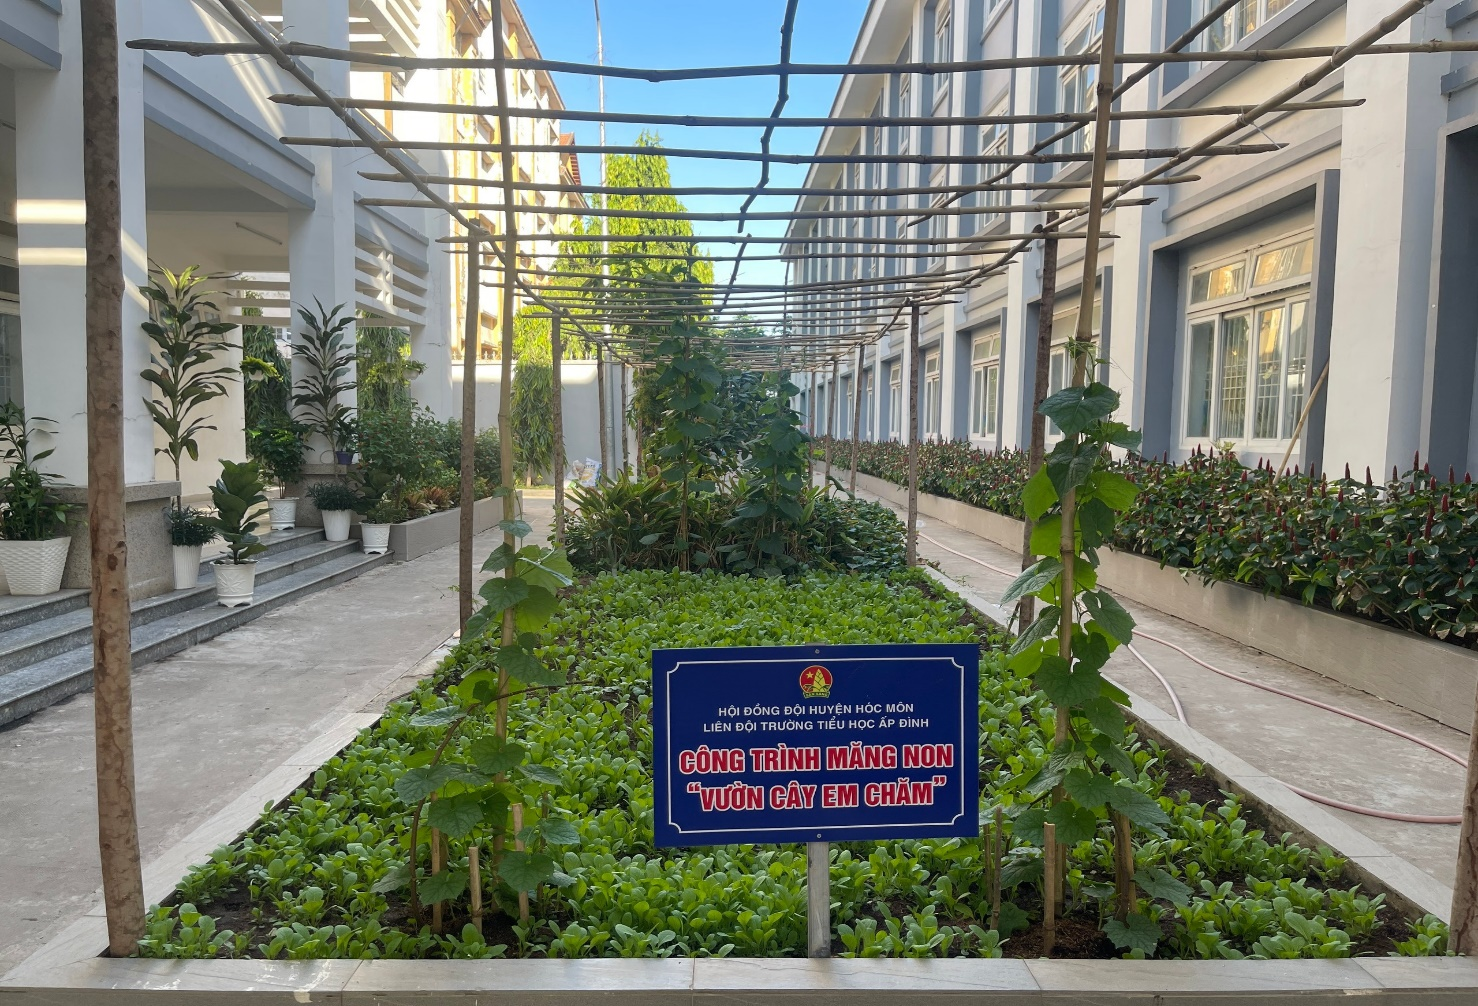 HỘI ĐỒNG ĐỘI HUYỆN HÓC MÔN
LIÊN ĐỘI TRƯỜNG TIỂU HỌC ẤP ĐÌNH
CÔNG TRÌNH MĂNG NON
“VƯỜN CÂY EM CHĂM”